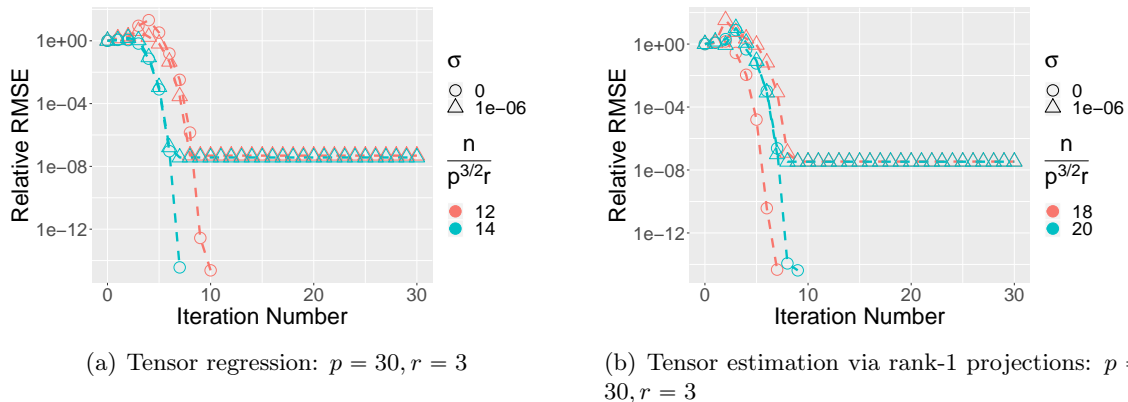 1e+00
1e−04
1e−08
1e−12
Relative RMSE
0 10 20 30
Iteration Number
σ
0
1e−06
n
p^{3/2}r
12
14
(a) Tensor regression: p = 30, r = 3
1e+00
1e−04
1e−08
1e−12
Relative RMSE
0 10 20 30
Iteration Number
σ
0
1e−06
n
p^{3/2}r
18
20
(b) Tensor estimation via rank-1 projections: p =
30, r = 3